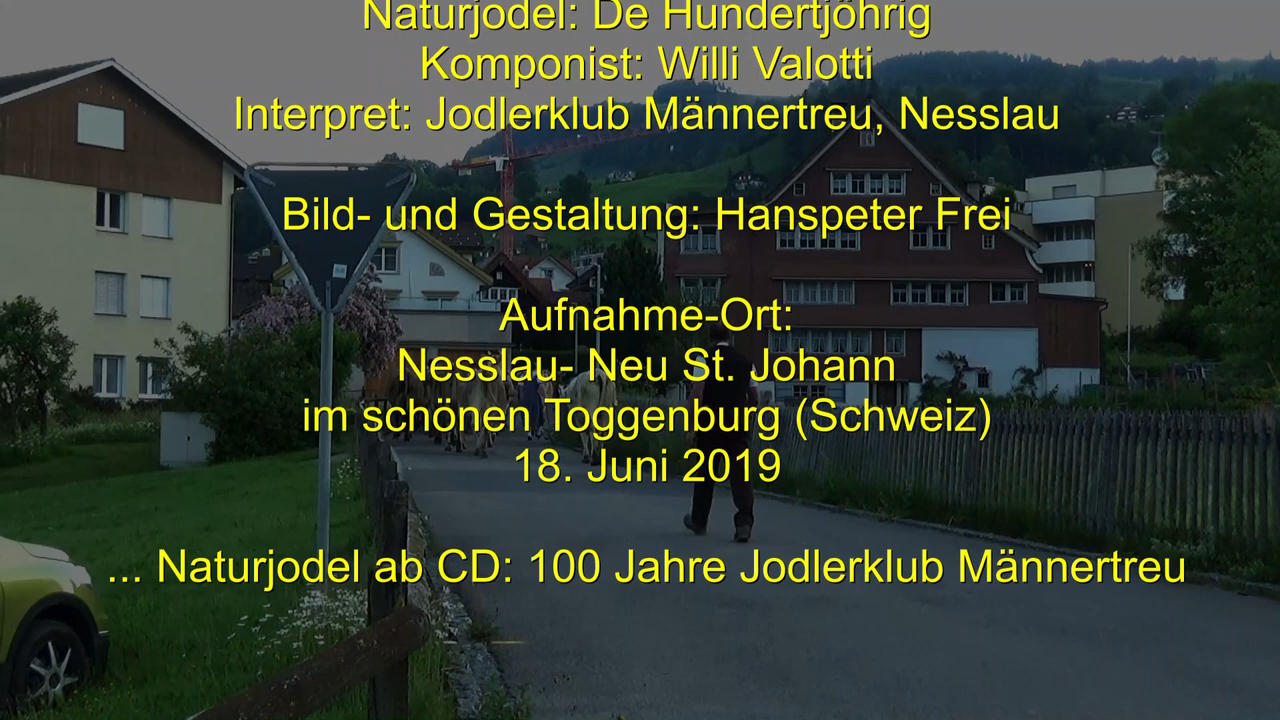 Naturjodel: De Hundertjöhrig
Komponist: Willi Valotti
Interpret: Jodlerklub Männertreu, Nesslau
Bild- und Gestaltung: Hanspeter Frei
Aufnahme-Ort:
Nesslau- Neu St. Johann
im schönen Toggenburg (Schweiz)
18. Juni 2019
... Naturjodel ab CD: 100 Jahre Jodlerklub Männertreu